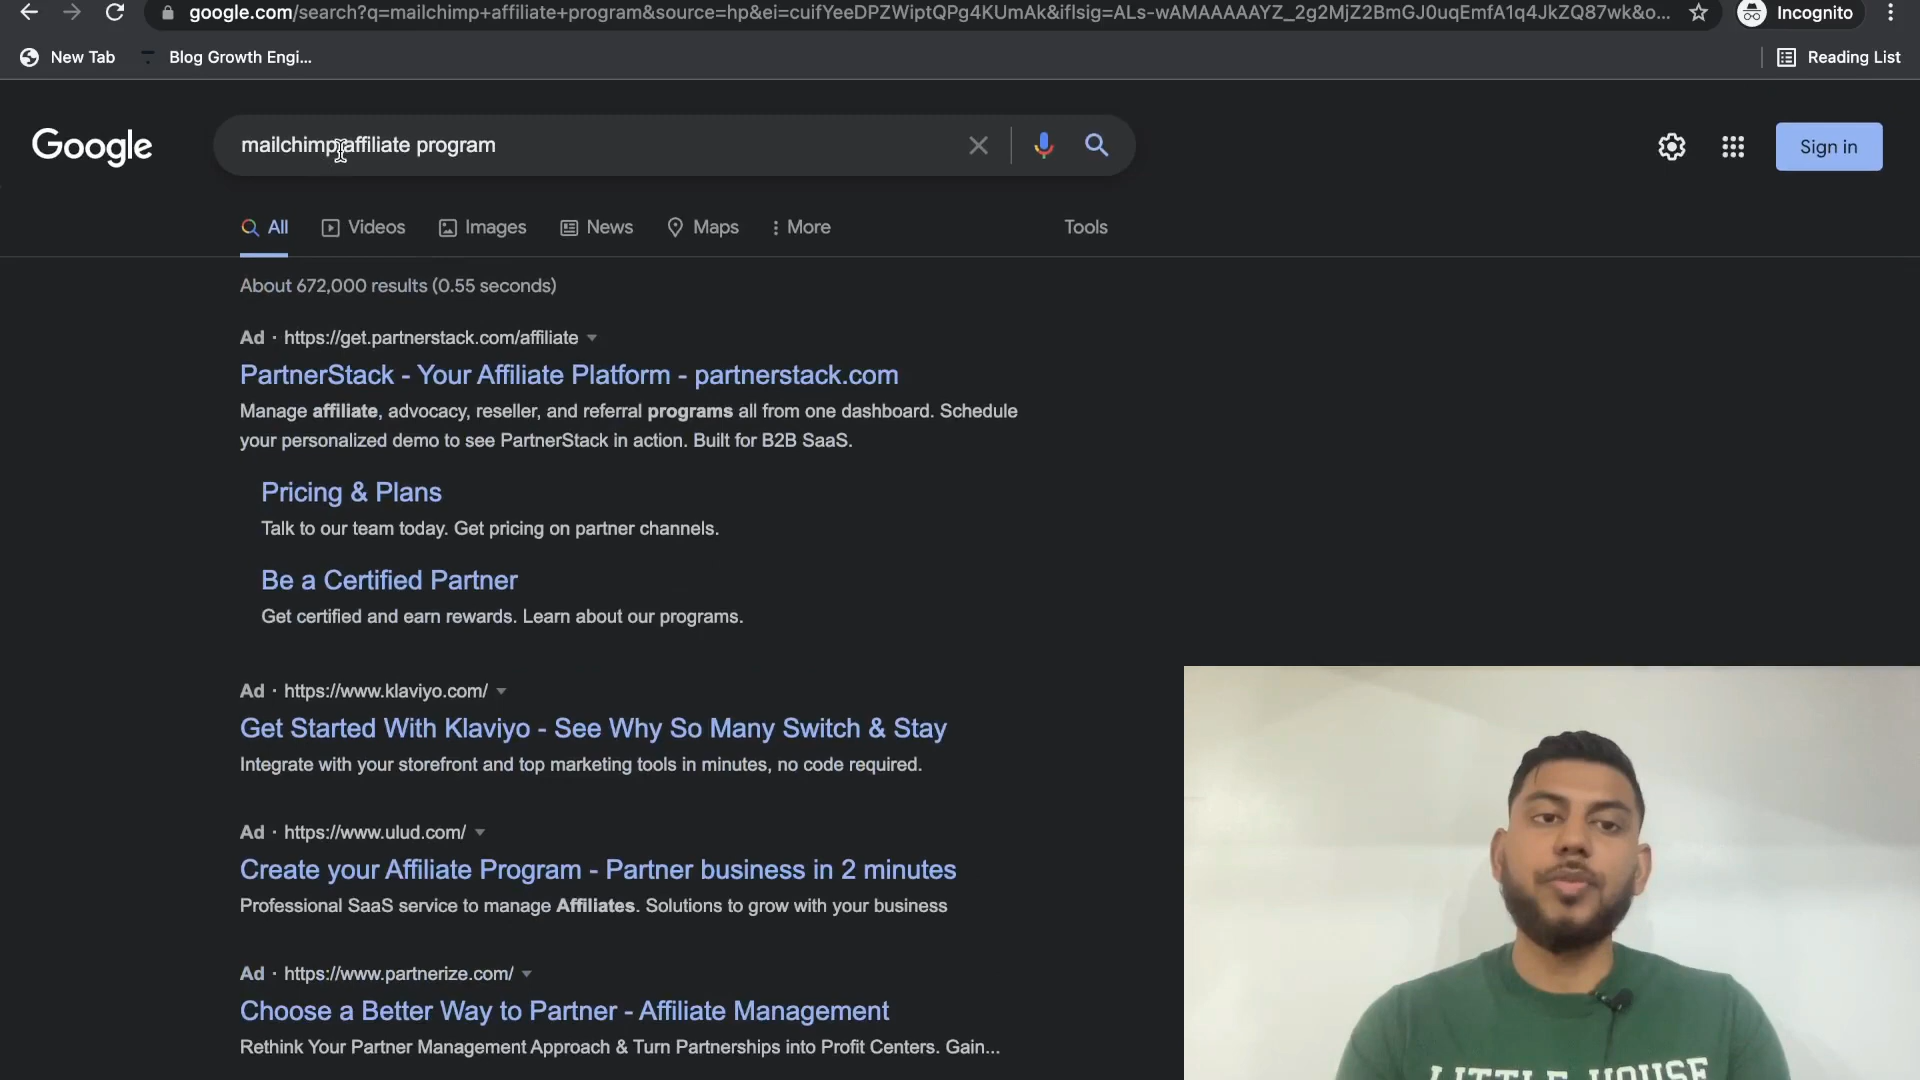 google.com/search?q=mailchimp+affiliate+program&source=hp&ei=cuifYeeDPZWiptQPg4KUmAk&iflsig=ALs-wAMAAAAAYZ_2g2MjZ2BmGJ0uqEmfA1q4JkZQ87wk&o...
Incognito
New Tab
Blog Growth Engi...
Reading List
Google
mailchimp affiliate program
Sign in
All
Videos
Images
News
Maps
More
Tools
About 672,000 results (0.55 seconds)
Ad · https://get.partnerstack.com/affiliate
PartnerStack - Your Affiliate Platform - partnerstack.com
Manage affiliate, advocacy, reseller, and referral programs all from one dashboard. Schedule
your personalized demo to see PartnerStack in action. Built for B2B SaaS.
Pricing & Plans
Talk to our team today. Get pricing on partner channels.
Be a Certified Partner
Get certified and earn rewards. Learn about our programs.
Ad · https://www.klaviyo.com/
Get Started With Klaviyo - See Why So Many Switch & Stay
Integrate with your storefront and top marketing tools in minutes, no code required.
Ad · https://www.ulud.com/
Create your Affiliate Program - Partner business in 2 minutes
Professional SaaS service to manage Affiliates. Solutions to grow with your business
Ad · https://www.partnerize.com/
Choose a Better Way to Partner - Affiliate Management
Rethink Your Partner Management Approach & Turn Partnerships into Profit Centers. Gain...
LITTLE HOUSE